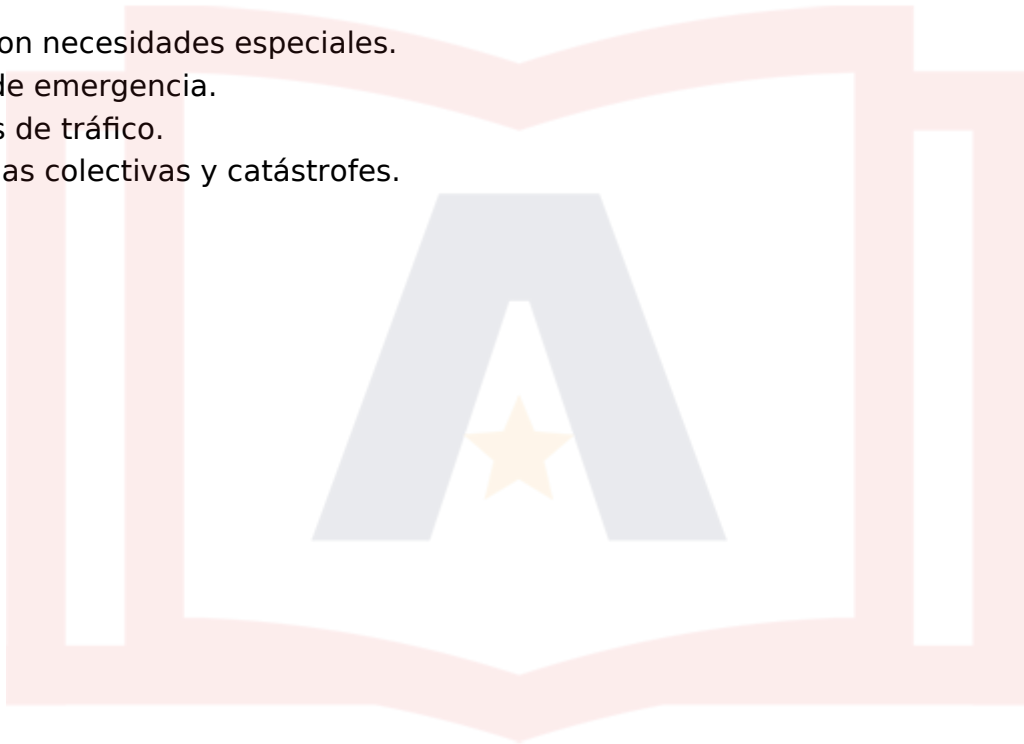 on necesidades especiales.
de emergencia.
s de tráfico.
as colectivas y catástrofes.